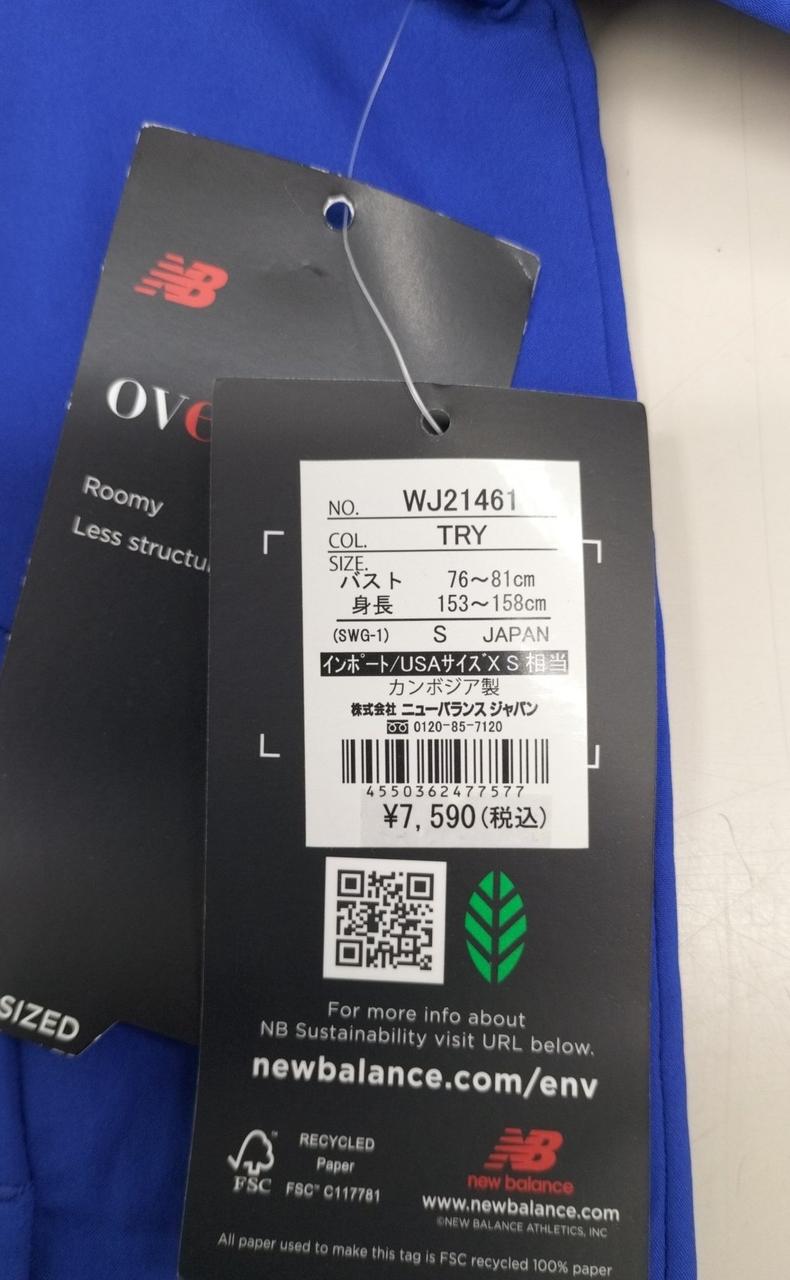 NB
ove
Roomy
Less structu
SIZED
NO. WJ21461
COL. TRY
SIZE.
バスト 76～81cm
身長 153～158cm
(SWG-1) S JAPAN
インポート/USAサイズXS相当
カンボジア製
株式会社 ニューバランス ジャパン
0120-85-7120
4550362477577
¥7,590(税込)
For more info about
NB Sustainability visit URL below.
newbalance.com/env
FSC
RECYCLED
Paper
FSC™ C117781
NB
new balance
www.newbalance.com
©NEW BALANCE ATHLETICS, INC
All paper used to make this tag is FSC recycled 100% paper